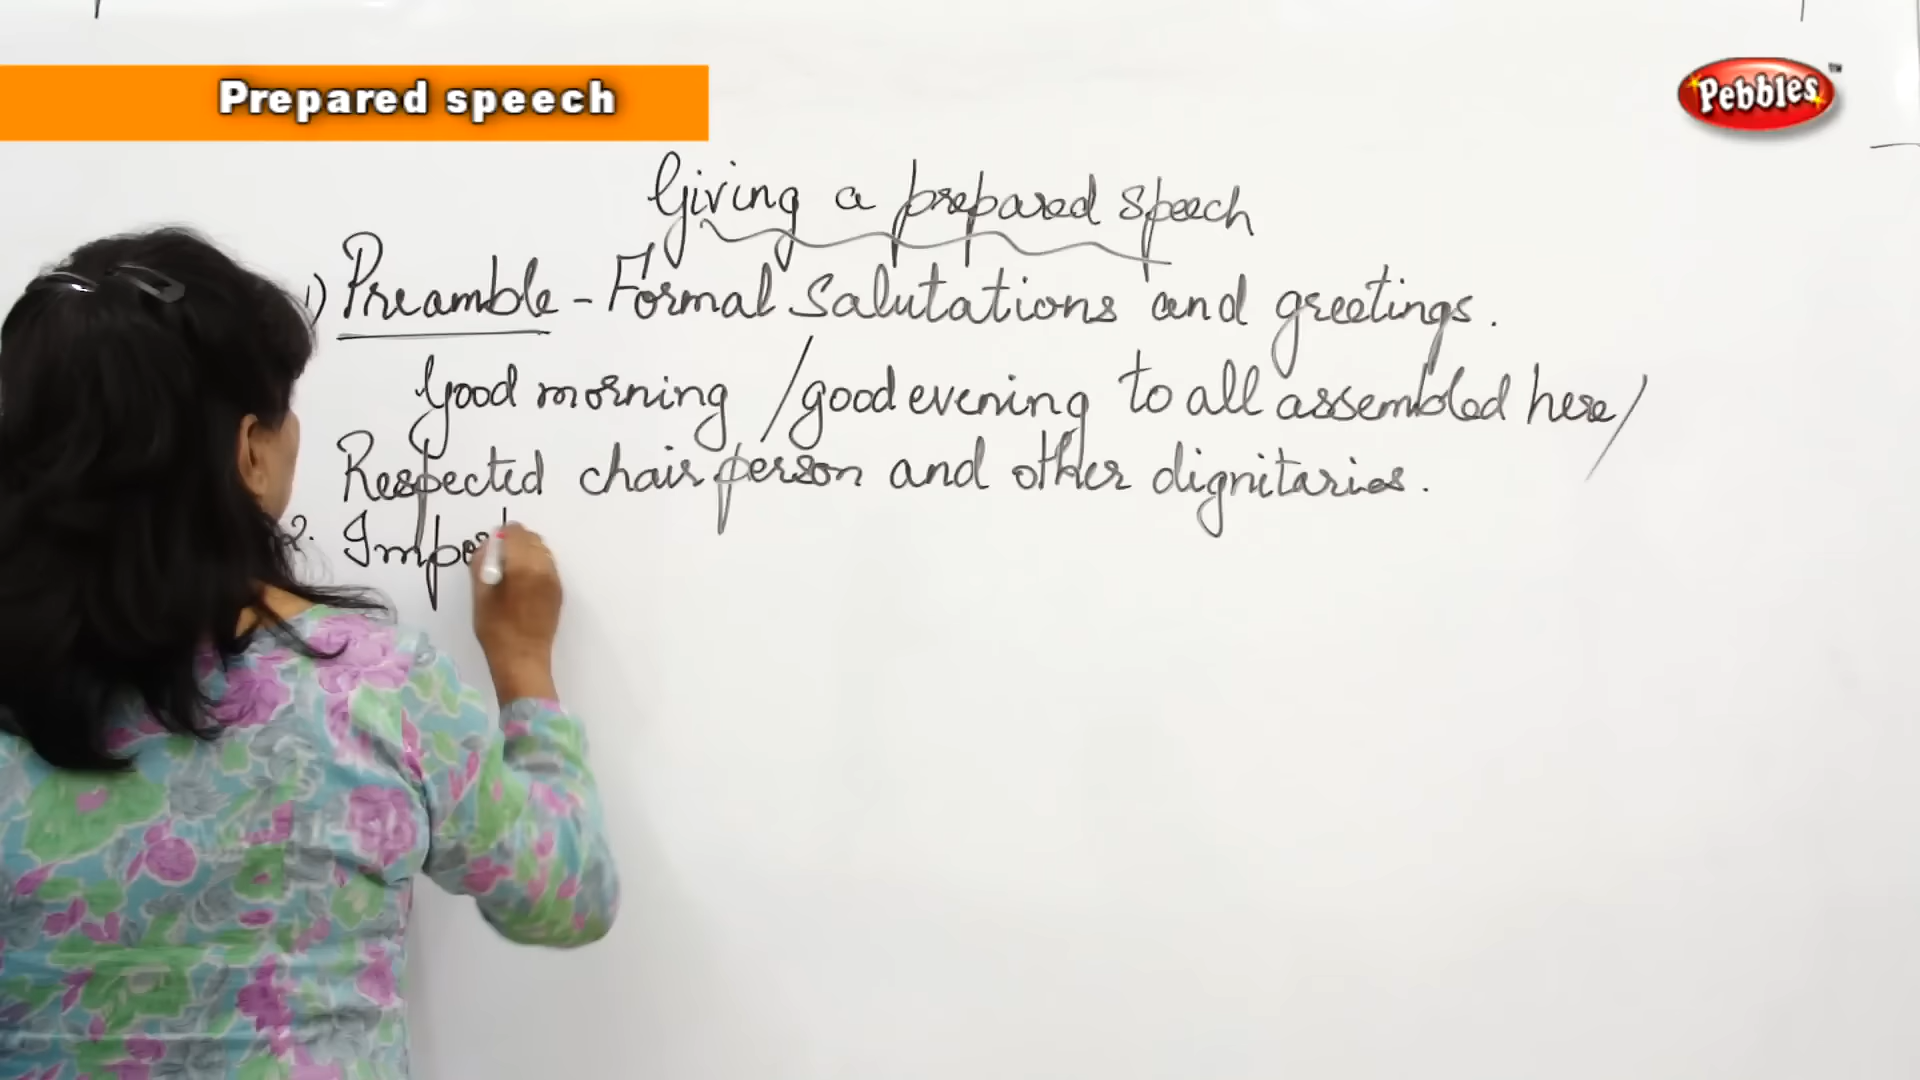 Prepared speech
Pebbles™
Giving a prepared speech
1) Preamble - Formal Salutations and greetings.
Good morning / good evening to all assembled here /
Respected chair person and other dignitaries.
2.